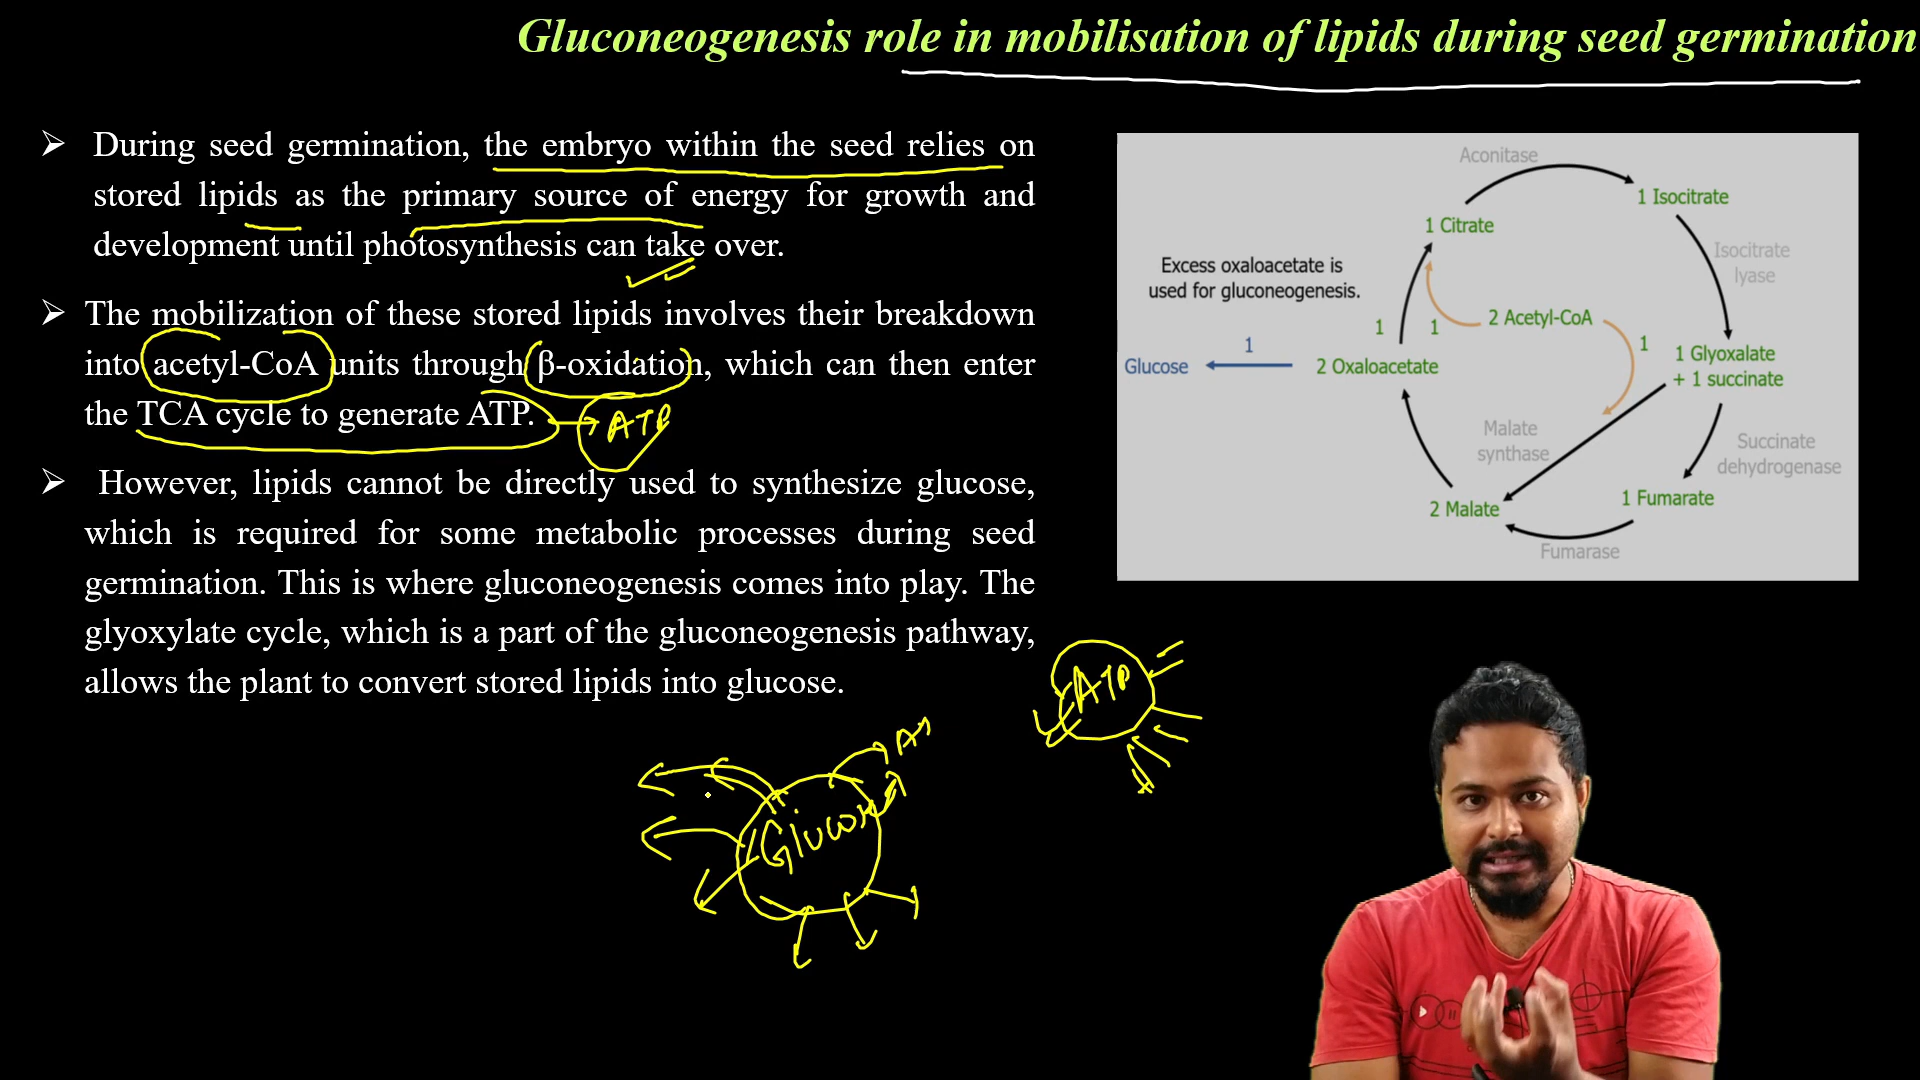 Gluconeogenesis role in mobilisation of lipids during seed germination
During seed germination, the embryo within the seed relies on
stored lipids as the primary source of energy for growth and
development until photosynthesis can take over.
The mobilization of these stored lipids involves their breakdown
into acetyl-CoA units through β-oxidation, which can then enter
the TCA cycle to generate ATP.
ATP
However, lipids cannot be directly used to synthesize glucose,
which is required for some metabolic processes during seed
germination. This is where gluconeogenesis comes into play. The
glyoxylate cycle, which is a part of the gluconeogenesis pathway,
allows the plant to convert stored lipids into glucose.
Aconitase
1 Isocitrate
1 Citrate
Isocitrate
lyase
Excess oxaloacetate is
used for gluconeogenesis.
2 Acetyl-CoA
1
1
1
1
1 Glyoxalate
+ 1 succinate
Glucose
2 Oxaloacetate
Malate
synthase
Succinate
dehydrogenase
2 Malate
1 Fumarate
Fumarase
ATP